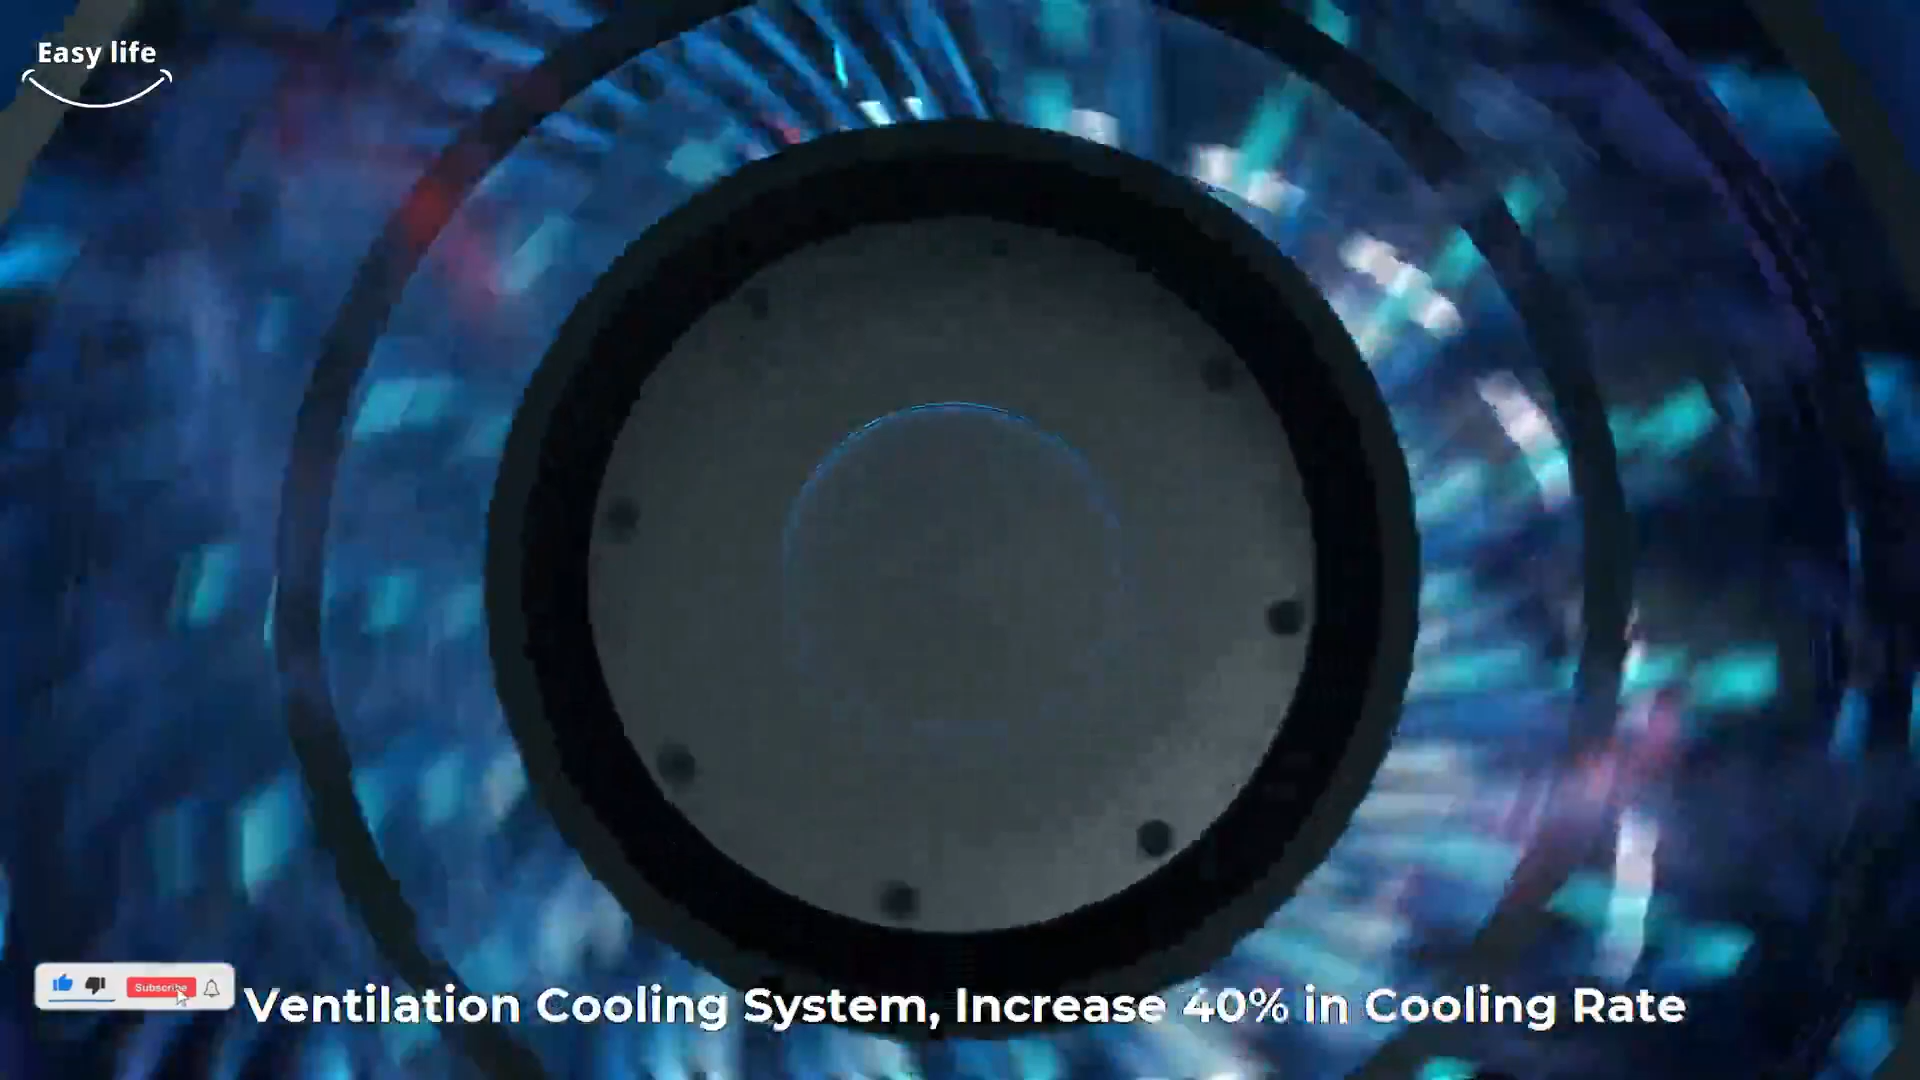 Easy life
Subscribe
Ventilation Cooling System, Increase 40% in Cooling Rate